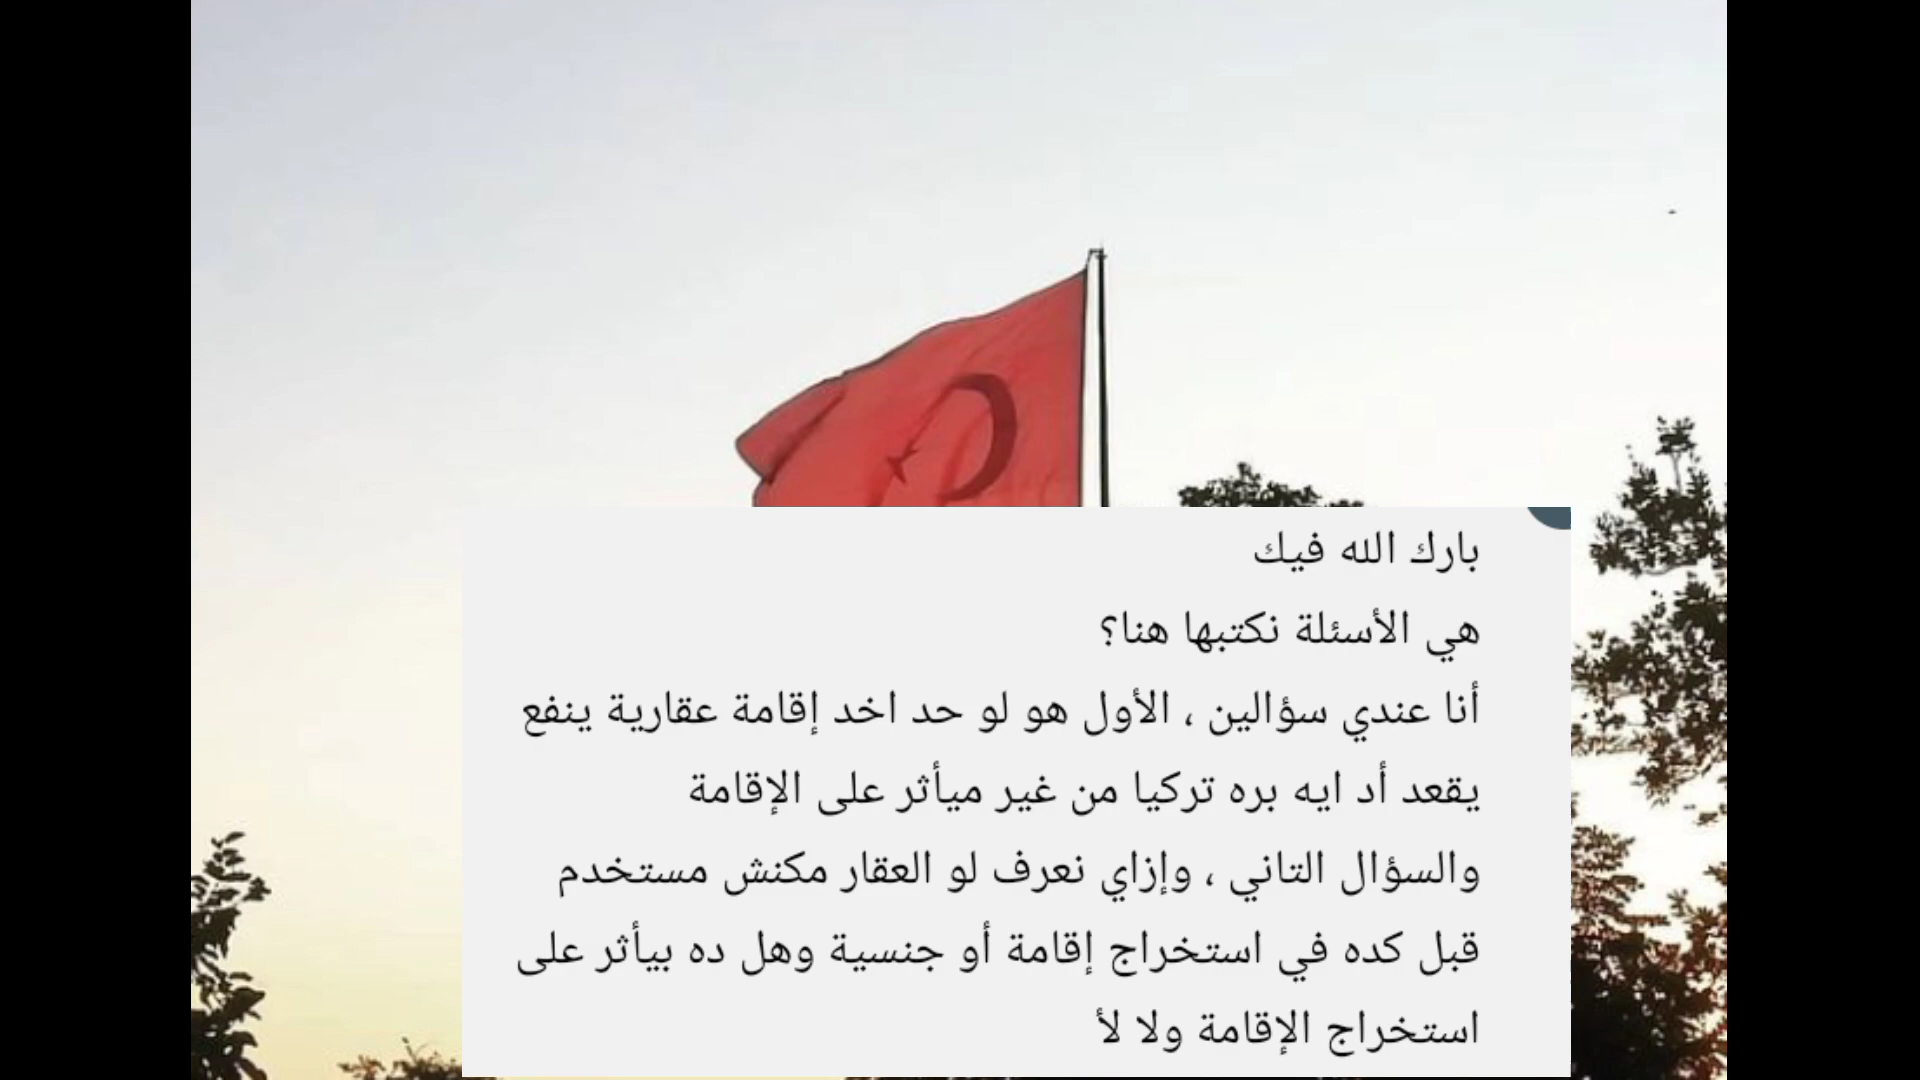 بارك الله فيك
هي الأسئلة نكتبها هنا؟
أنا عندي سؤالين ، الأول هو لو حد اخد إقامة عقارية ينفع
يقعد أد ايه بره تركيا من غير ميأثر على الإقامة
والسؤال التاني ، وإزاي نعرف لو العقار مكنش مستخدم
قبل كده في استخراج إقامة أو جنسية وهل ده بيأثر على
استخراج الإقامة ولا لأ